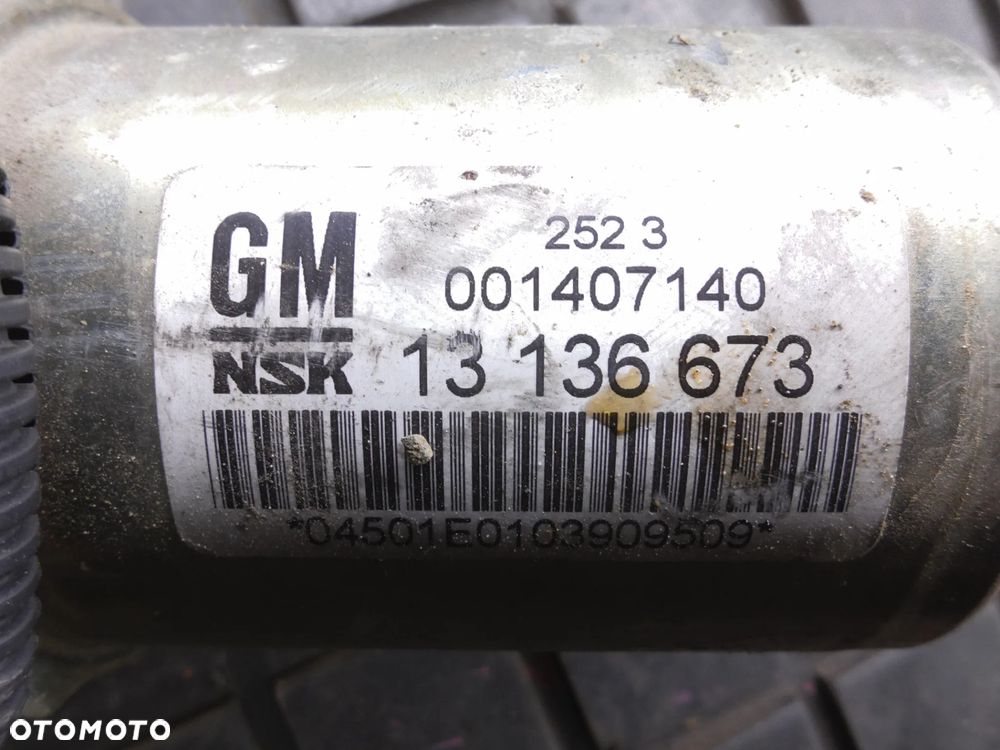 GM
252 3
001407140
NSK 13 136 673
*04501E0103909509*
OTOMOTO